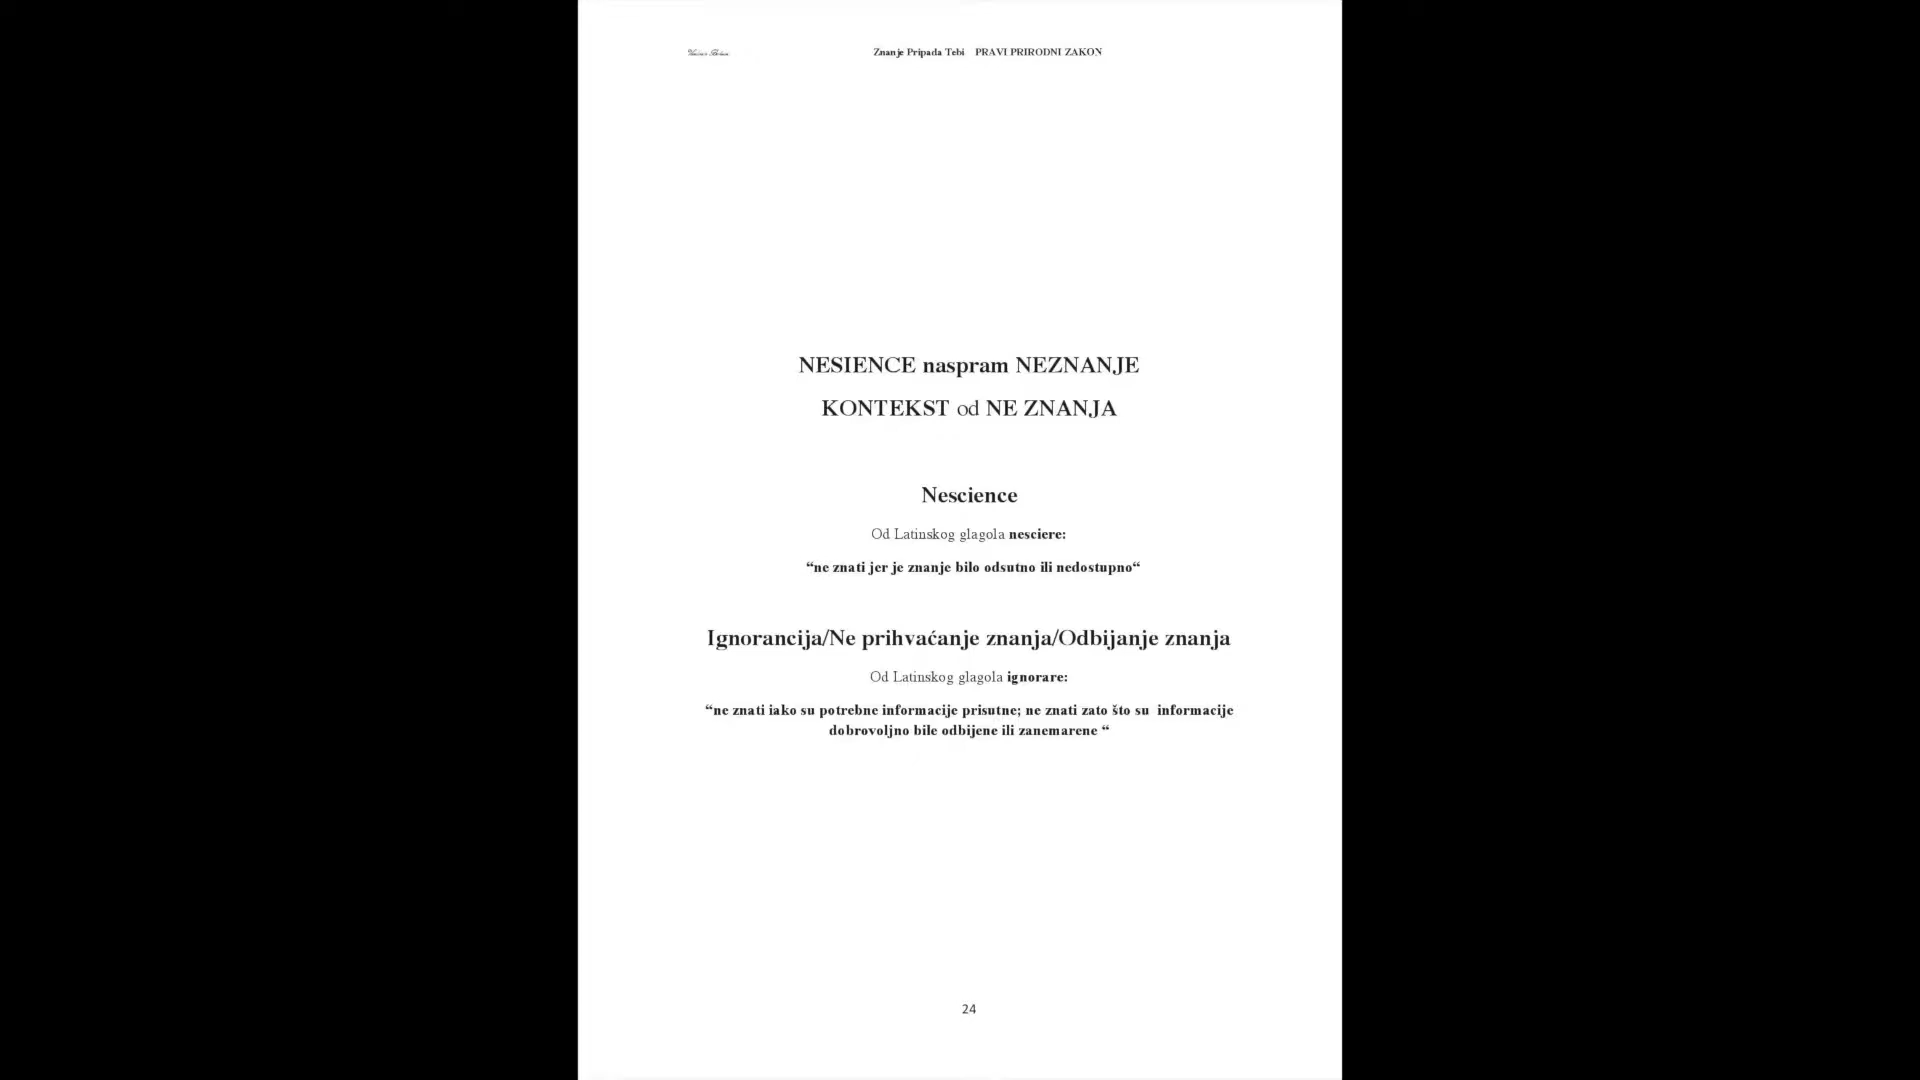 Znanje Pripada Tebi PRAVI PRIRODNI ZAKON
NESIENCE naspram NEZNANJE
KONTEKST od NE ZNANJA
Nescience
Od Latinskog glagola nesciere:
“ne znati jer je znanje bilo odsutno ili nedostupno“
Ignorancija/Ne prihvaćanje znanja/Odbijanje znanja
Od Latinskog glagola ignorare:
“ne znati iako su potrebne informacije prisutne; ne znati zato što su informacije
dobrovoljno bile odbijene ili zanemarene “
24